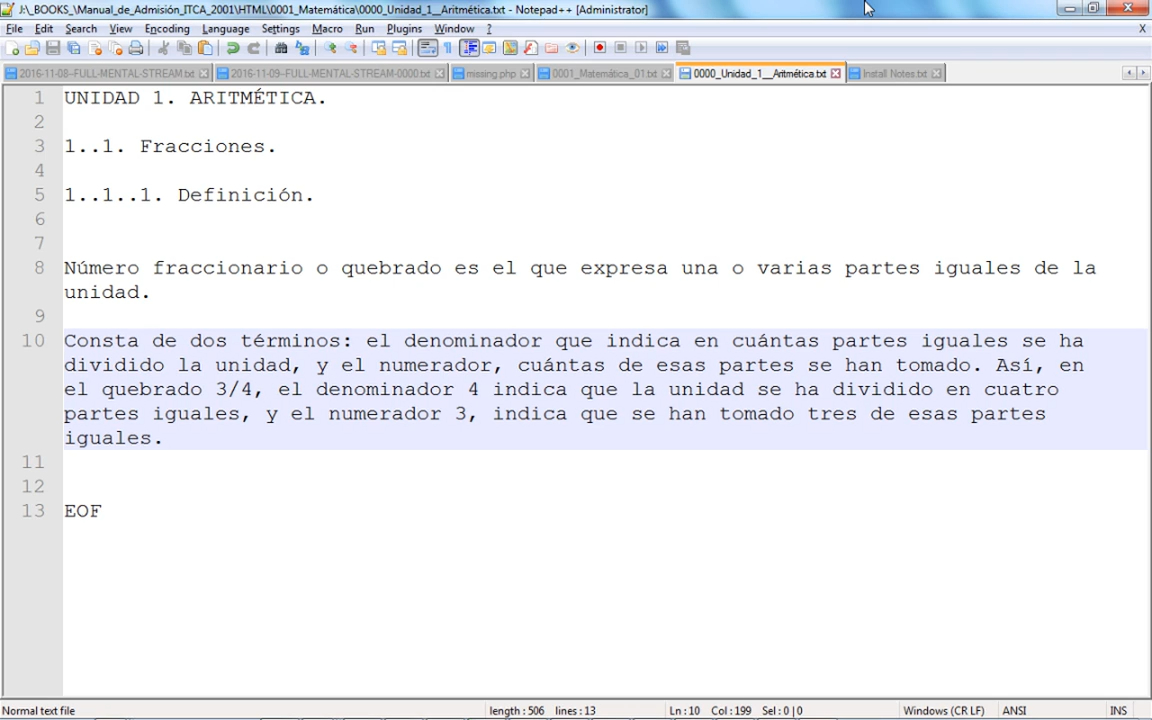 J:\_BOOKS_\Manual_de_Admisión_ITCA_2001\HTML\0001_Matemática\0000_Unidad_1__Aritmética.txt - Notepad++ [Administrator]
File Edit Search View Encoding Language Settings Macro Run Plugins Window ? X
2016-11-08-FULL-MENTAL-STREAM.txt 2016-11-09-FULL-MENTAL-STREAM-0000.txt missing.php 0001_Matemática_01.txt 0000_Unidad_1__Aritmética.txt Install Notes.txt
1 UNIDAD 1. ARITMÉTICA.
2
3 1..1. Fracciones.
4
5 1..1..1. Definición.
6
7
8 Número fraccionario o quebrado es el que expresa una o varias partes iguales de la
unidad.
9
10 Consta de dos términos: el denominador que indica en cuántas partes iguales se ha
dividido la unidad, y el numerador, cuántas de esas partes se han tomado. Así, en
el quebrado 3/4, el denominador 4 indica que la unidad se ha dividido en cuatro
partes iguales, y el numerador 3, indica que se han tomado tres de esas partes
iguales.
11
12
13 EOF
Normal text file length : 506 lines : 13 Ln : 10 Col : 199 Sel : 0 | 0 Windows (CR LF) ANSI INS